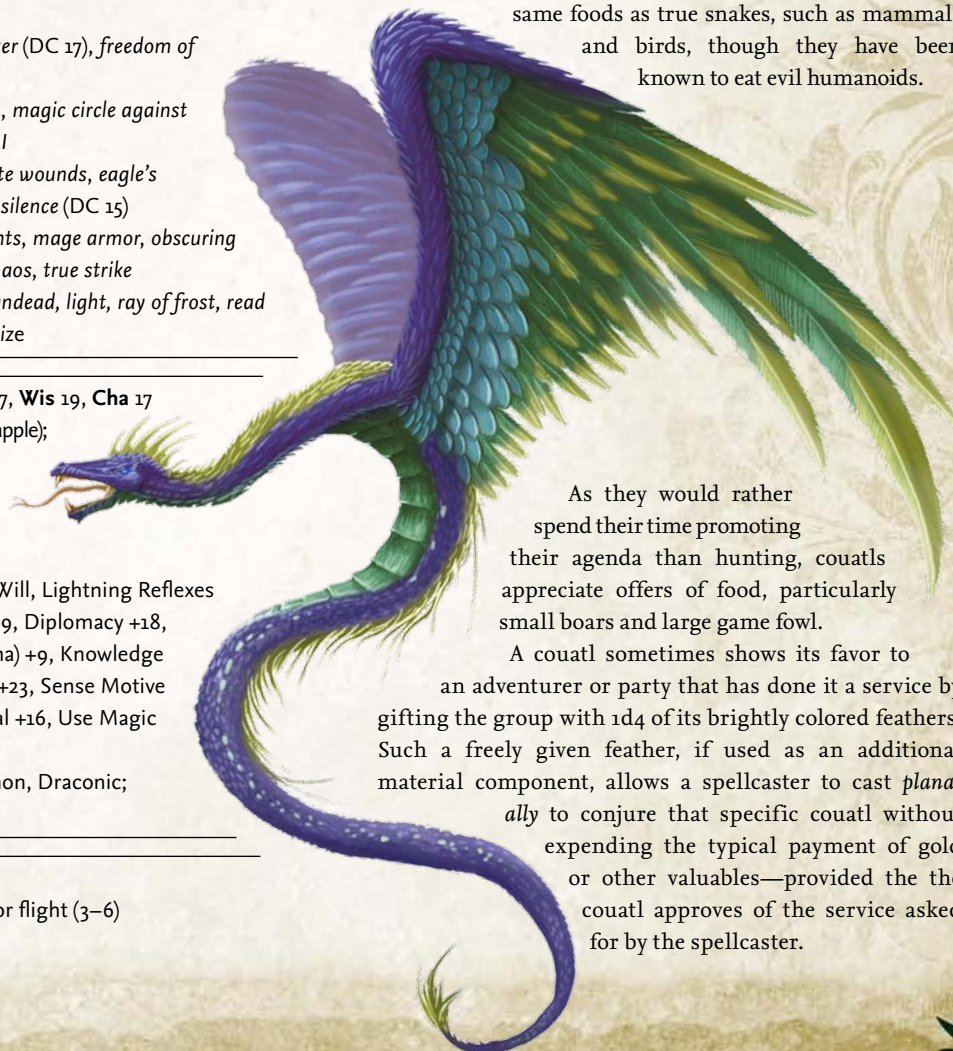 er (DC 17), freedom of
, magic circle against
l
te wounds, eagle's
silence (DC 15)
nts, mage armor, obscuring
aos, true strike
ndead, light, ray of frost, read
ize
7, Wis 19, Cha 17
apple);
Will, Lightning Reflexes
9, Diplomacy +18,
na) +9, Knowledge
+23, Sense Motive
al +16, Use Magic
non, Draconic;
or flight (3–6)
same foods as true snakes, such as mammal
and birds, though they have been
known to eat evil humanoids.
As they would rather
spend their time promoting
their agenda than hunting, couatls
appreciate offers of food, particularly
small boars and large game fowl.
A couatl sometimes shows its favor to
an adventurer or party that has done it a service by
gifting the group with 1d4 of its brightly colored feathers.
Such a freely given feather, if used as an additiona
material component, allows a spellcaster to cast plana
ally to conjure that specific couatl withou
expending the typical payment of gold
or other valuables—provided the the
couatl approves of the service asked
for by the spellcaster.